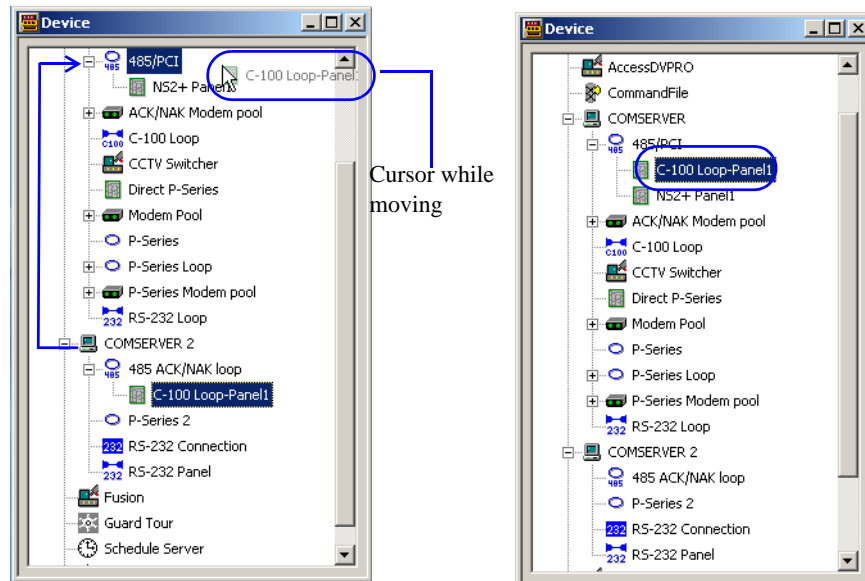 Device
485/PCI
C-100 Loop-Panel
NS2+ Panel
ACK/NAK Modem pool
C-100 Loop
CCTV Switcher
Direct P-Series
Modem Pool
P-Series
P-Series Loop
P-Series Modem pool
RS-232 Loop
COMSERVER 2
485 ACK/NAK loop
C-100 Loop-Panel1
P-Series 2
RS-232 Connection
RS-232 Panel
Fusion
Guard Tour
Schedule Server
Cursor while
moving
Device
AccessDVPRO
CommandFile
COMSERVER
485/PCI
C-100 Loop-Panel1
NS2+ Panel1
ACK/NAK Modem pool
C-100 Loop
CCTV Switcher
Direct P-Series
Modem Pool
P-Series
P-Series Loop
P-Series Modem pool
RS-232 Loop
COMSERVER 2
485 ACK/NAK loop
P-Series 2
RS-232 Connection
RS-232 Panel